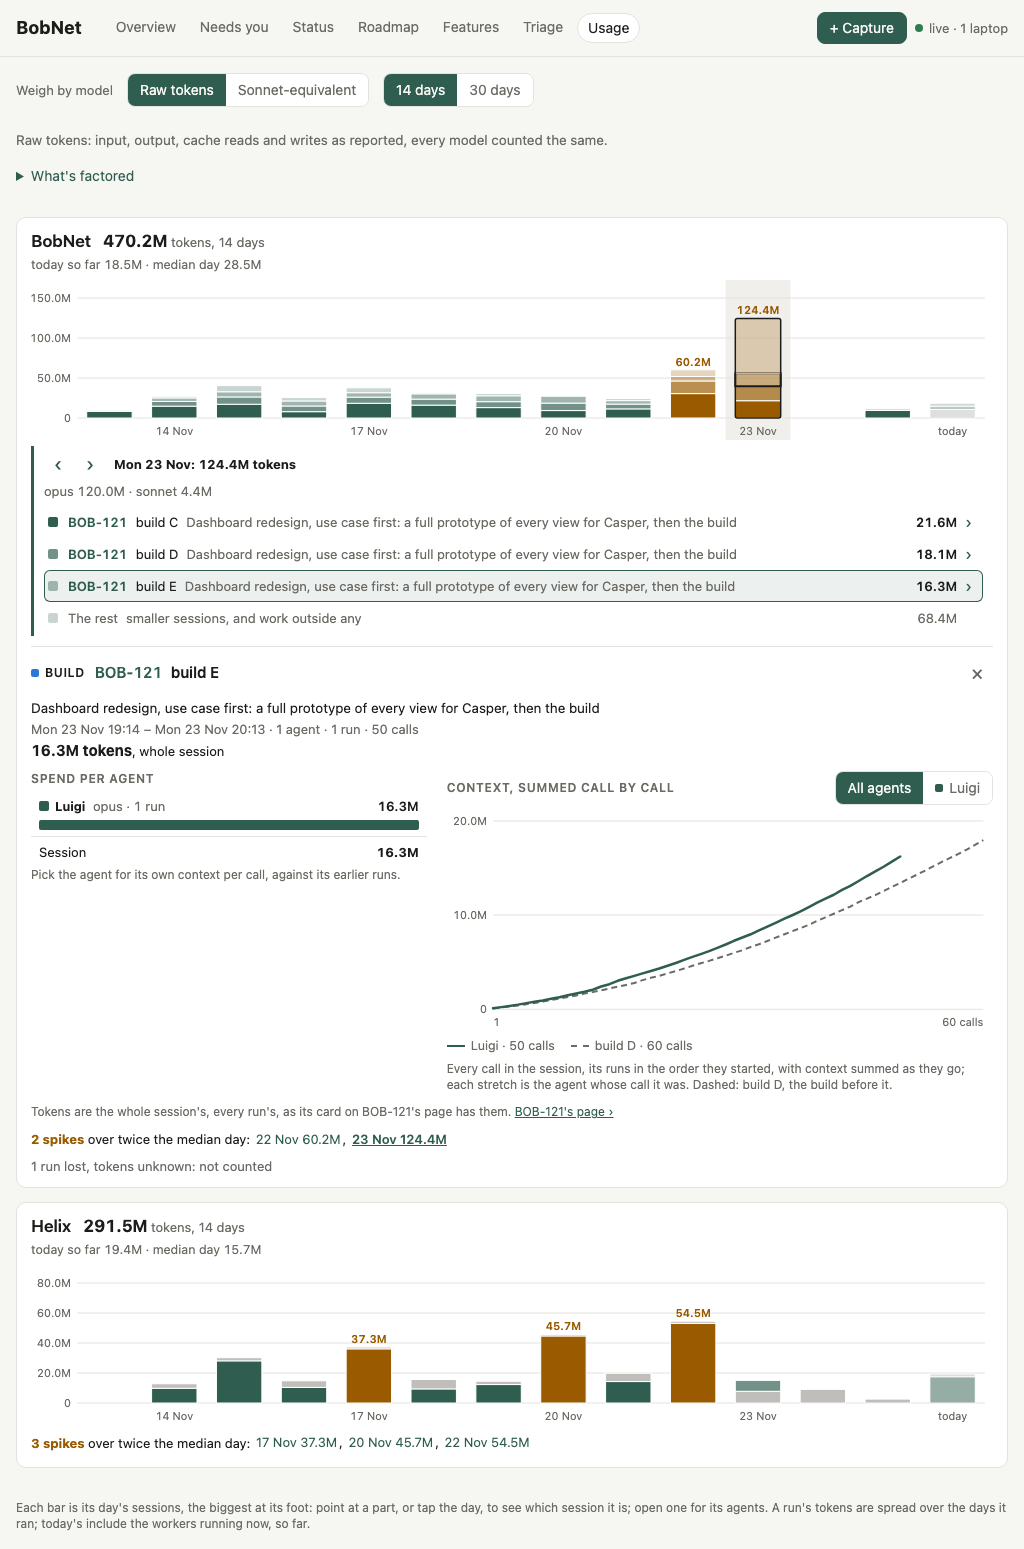 BobNet Overview Needs you Status Roadmap Features Triage Usage + Capture live · 1 laptop
Weigh by model Raw tokens Sonnet-equivalent 14 days 30 days
Raw tokens: input, output, cache reads and writes as reported, every model counted the same.
▶ What's factored
BobNet 470.2M tokens, 14 days
today so far 18.5M · median day 28.5M
150.0M
124.4M
100.0M
60.2M
50.0M
0
14 Nov 17 Nov 20 Nov 23 Nov today
‹ › Mon 23 Nov: 124.4M tokens
opus 120.0M · sonnet 4.4M
BOB-121 build C Dashboard redesign, use case first: a full prototype of every view for Casper, then the build 21.6M ›
BOB-121 build D Dashboard redesign, use case first: a full prototype of every view for Casper, then the build 18.1M ›
BOB-121 build E Dashboard redesign, use case first: a full prototype of every view for Casper, then the build 16.3M ›
The rest smaller sessions, and work outside any 68.4M
BUILD BOB-121 build E ×
Dashboard redesign, use case first: a full prototype of every view for Casper, then the build
Mon 23 Nov 19:14 – Mon 23 Nov 20:13 · 1 agent · 1 run · 50 calls
16.3M tokens, whole session
SPEND PER AGENT
Luigi opus · 1 run 16.3M
Session 16.3M
Pick the agent for its own context per call, against its earlier runs.
CONTEXT, SUMMED CALL BY CALL All agents Luigi
20.0M
10.0M
0
1 60 calls
Luigi · 50 calls build D · 60 calls
Every call in the session, its runs in the order they started, with context summed as they go;
each stretch is the agent whose call it was. Dashed: build D, the build before it.
Tokens are the whole session's, every run's, as its card on BOB-121's page has them. BOB-121's page ›
2 spikes over twice the median day: 22 Nov 60.2M, 23 Nov 124.4M
1 run lost, tokens unknown: not counted
Helix 291.5M tokens, 14 days
today so far 19.4M · median day 15.7M
80.0M
60.0M
54.5M
45.7M
40.0M
37.3M
20.0M
0
14 Nov 17 Nov 20 Nov 23 Nov today
3 spikes over twice the median day: 17 Nov 37.3M, 20 Nov 45.7M, 22 Nov 54.5M
Each bar is its day's sessions, the biggest at its foot: point at a part, or tap the day, to see which session it is; open one for its agents. A run's tokens are spread over the days it
ran; today's include the workers running now, so far.